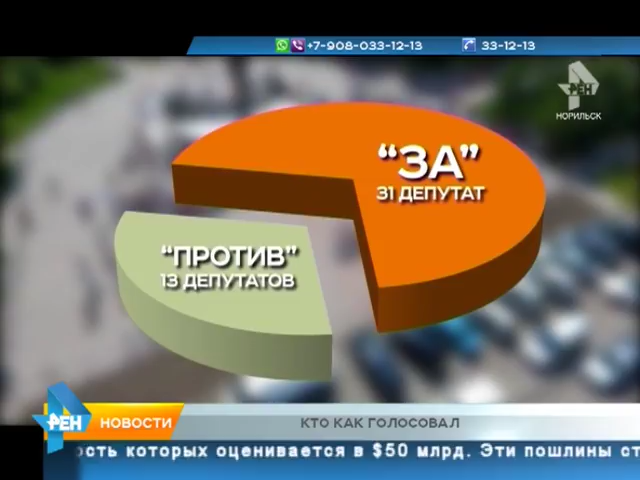 +7-908-033-12-13 33-12-13
РЕН
НОРИЛЬСК
“ЗА”
31 ДЕПУТАТ
“ПРОТИВ”
13 ДЕПУТАТОВ
РЕН НОВОСТИ
КТО КАК ГОЛОСОВАЛ
ость которых оценивается в $50 млрд. Эти пошлины ст